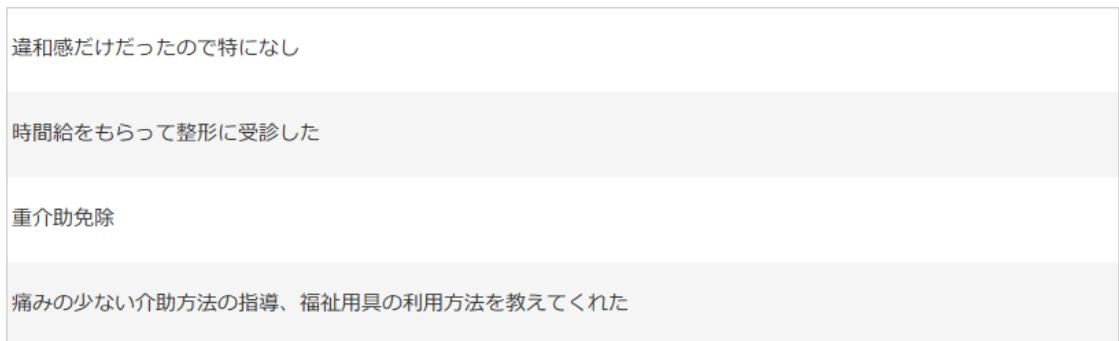 違和感だけだったので特になし
時間給をもらって整形に受診した
重介助免除
痛みの少ない介助方法の指導、福祉用具の利用方法を教えてくれた